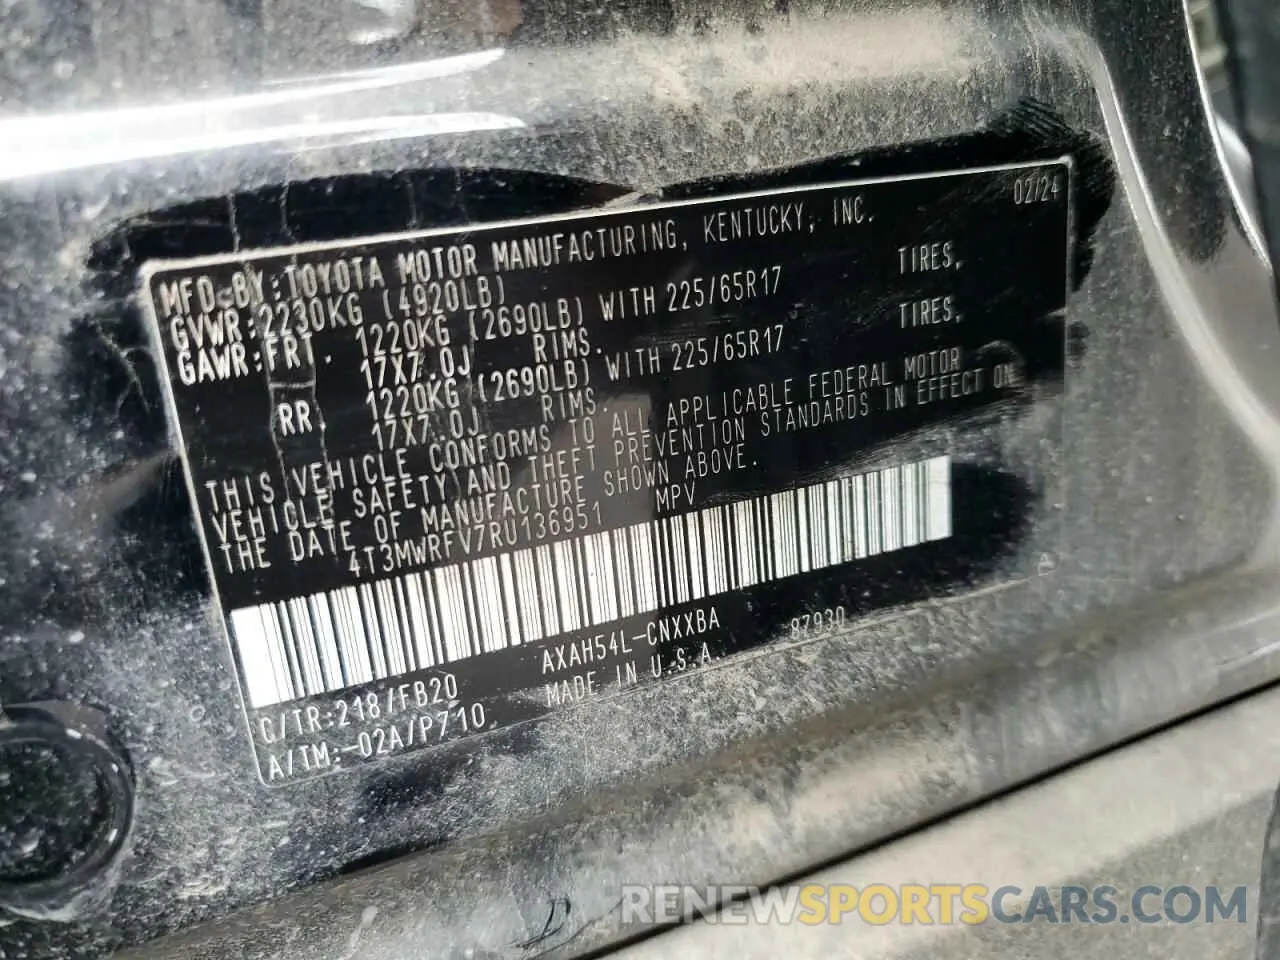 02/24
MFD.BY:TOYOTA MOTOR MANUFACTURING, KENTUCKY, INC.
GVWR:2230KG (4920LB)
GAWR:FRT. 1220KG (2690LB) WITH 225/65R17 TIRES,
17X7.0J RIMS.
RR. 1220KG (2690LB) WITH 225/65R17 TIRES,
17X7.0J RIMS.
THIS VEHICLE CONFORMS TO ALL APPLICABLE FEDERAL MOTOR
VEHICLE SAFETY AND THEFT PREVENTION STANDARDS IN EFFECT ON
THE DATE OF MANUFACTURE SHOWN ABOVE.
4T3MWRFV7RU136951 MPV
C/TR:218/FB20 AXAH54L-CNXXBA 87930
A/TM:-02A/P710 MADE IN U.S.A.
RENEWSPORTSCARS.COM